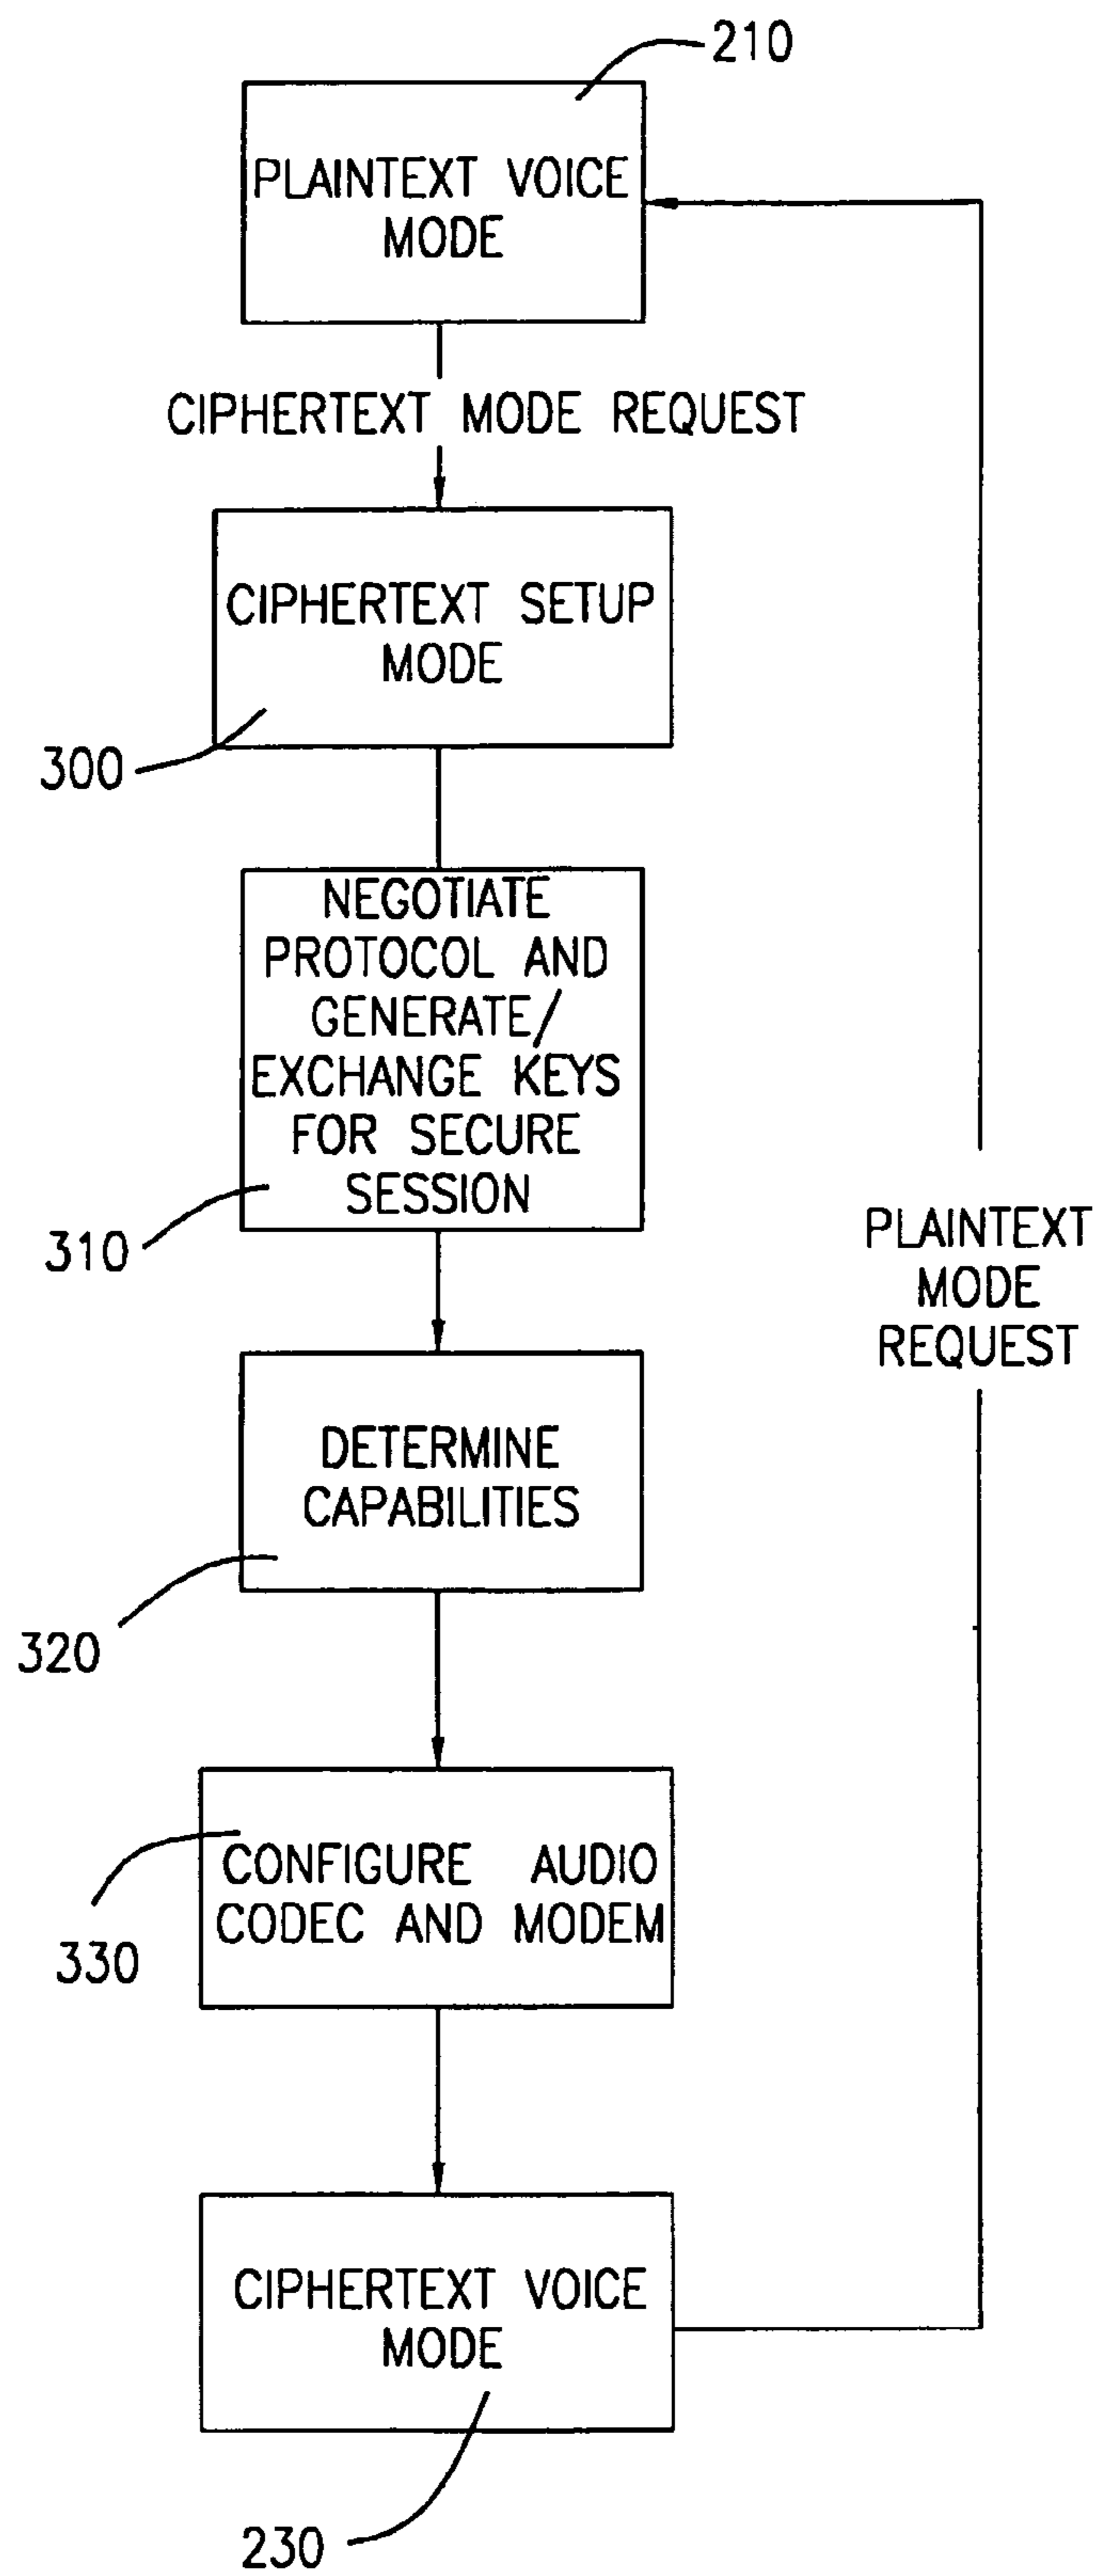 210
PLAINTEXT VOICE
MODE
CIPHERTEXT MODE REQUEST
CIPHERTEXT SETUP
MODE
300
NEGOTIATE
PROTOCOL AND
GENERATE/
EXCHANGE KEYS
FOR SECURE
SESSION
310
PLAINTEXT
MODE
REQUEST
DETERMINE
CAPABILITIES
320
CONFIGURE AUDIO
CODEC AND MODEM
330
CIPHERTEXT VOICE
MODE
230